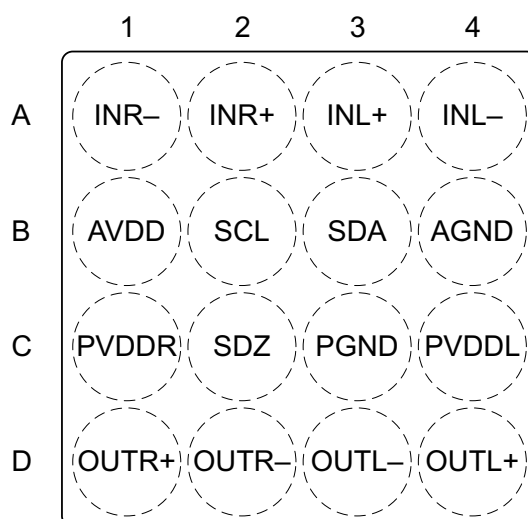 1 2 3 4
A INR– INR+ INL+ INL–
B AVDD SCL SDA AGND
C PVDDR SDZ PGND PVDDL
D OUTR+ OUTR– OUTL– OUTL+